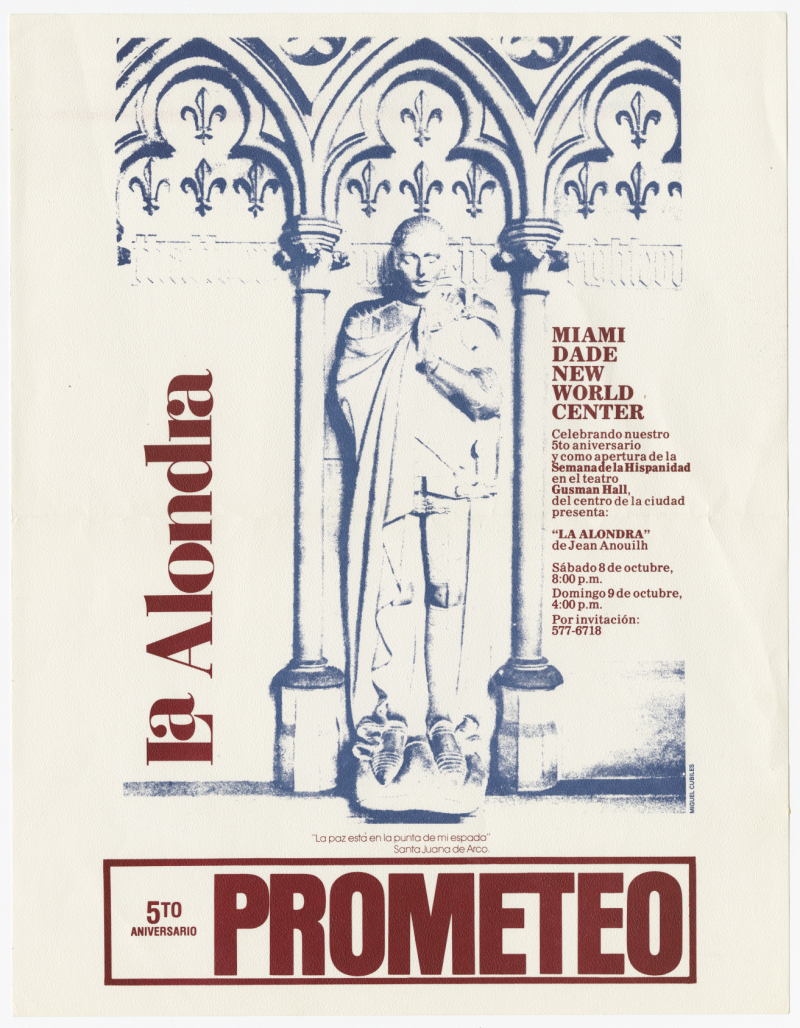 La Alondra
MIAMI
DADE
NEW
WORLD
CENTER
Celebrando nuestro
5to aniversario
y como apertura de la
Semana de la Hispanidad
en el teatro
Gusman Hall,
del centro de la ciudad
presenta:
“LA ALONDRA”
de Jean Anouilh
Sábado 8 de octubre,
8:00 p.m.
Domingo 9 de octubre,
4:00 p.m.
Por invitación:
577-6718
MIGUEL CUBILES
“La paz está en la punta de mi espada”
Santa Juana de Arco.
5TO
ANIVERSARIO
PROMETEO